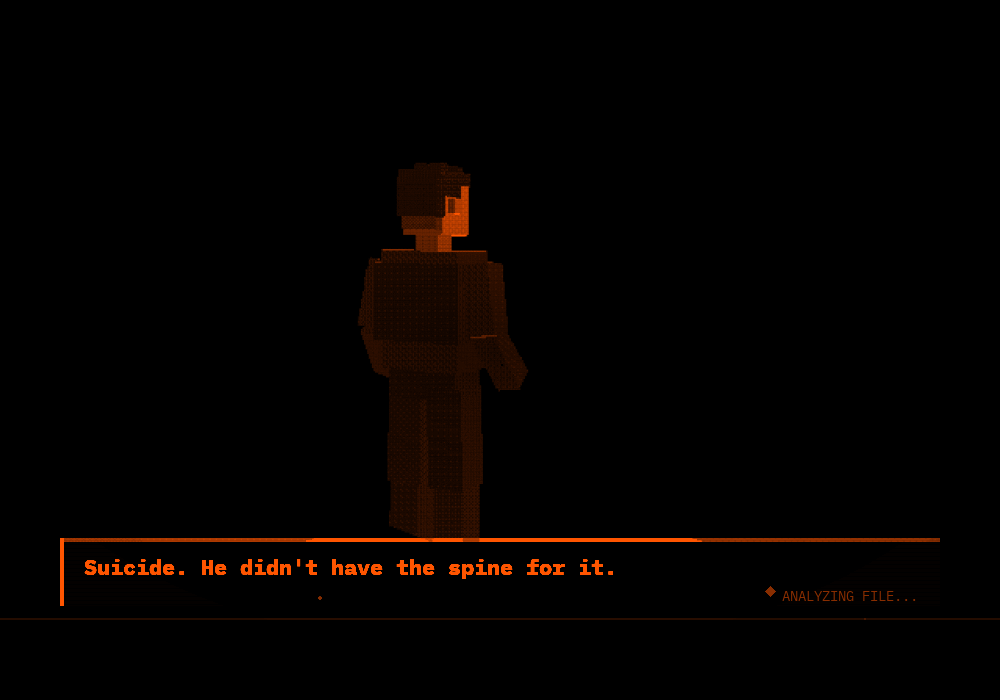 Suicide. He didn't have the spine for it.
ANALYZING FILE...